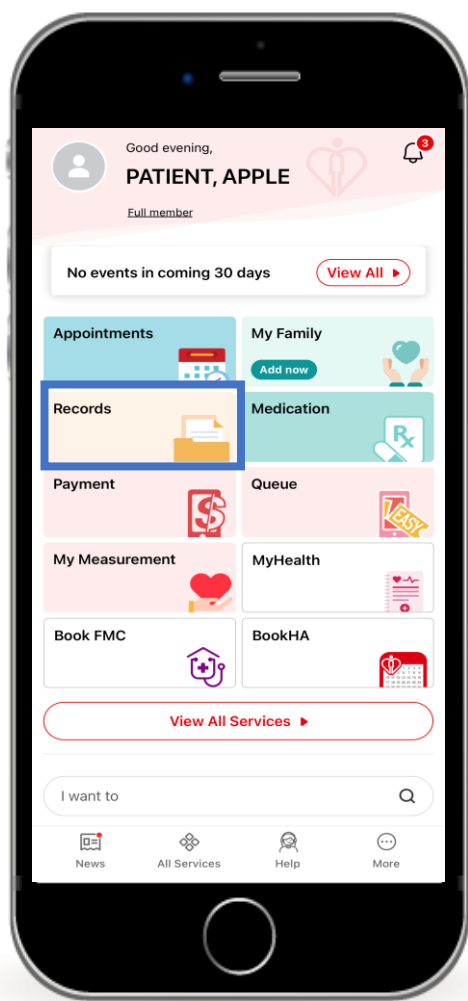 Good evening,
3
PATIENT, APPLE
Full member
No events in coming 30 days
View All
Appointments
My Family
Add now
Records
Medication
Rx
Payment
$
Queue
EASY
My Measurement
MyHealth
Book FMC
BookHA
View All Services
I want to
News
All Services
Help
More